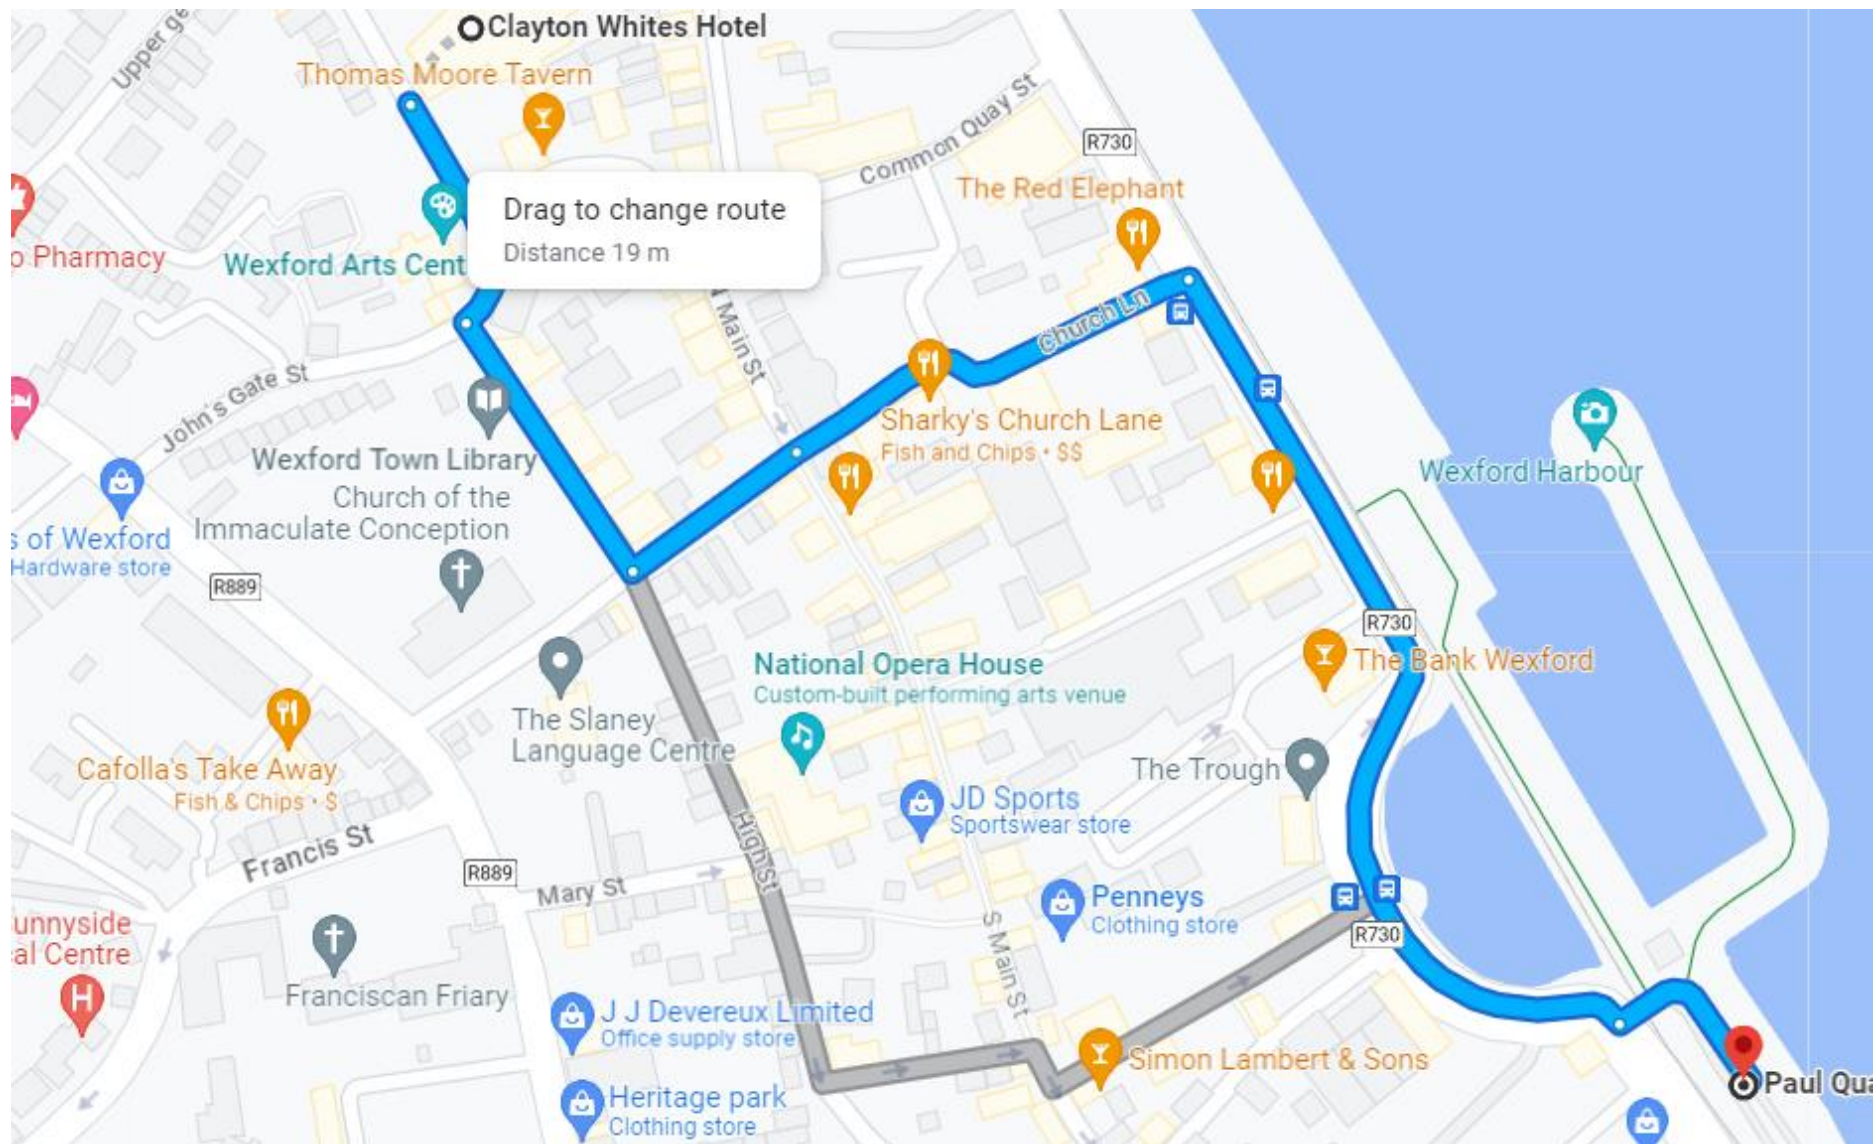 Clayton Whites Hotel
Upper ge
Thomas Moore Tavern
Common Quay St
R730
The Red Elephant
Drag to change route
Distance 19 m
o Pharmacy
Wexford Arts Cent
N Main St
Church Ln
John's Gate St
Sharky's Church Lane
Fish and Chips · $$
Wexford Town Library
Church of the
Immaculate Conception
Wexford Harbour
s of Wexford
Hardware store
R889
R730
National Opera House
Custom-built performing arts venue
The Bank Wexford
The Slaney
Language Centre
Cafolla's Take Away
Fish & Chips · $
The Trough
JD Sports
Sportswear store
High St
Francis St
R889
Mary St
Penneys
Clothing store
R730
S Main St
unnyside
al Centre
H
Franciscan Friary
J J Devereux Limited
Office supply store
Simon Lambert & Sons
Paul Qua
Heritage park
Clothing store